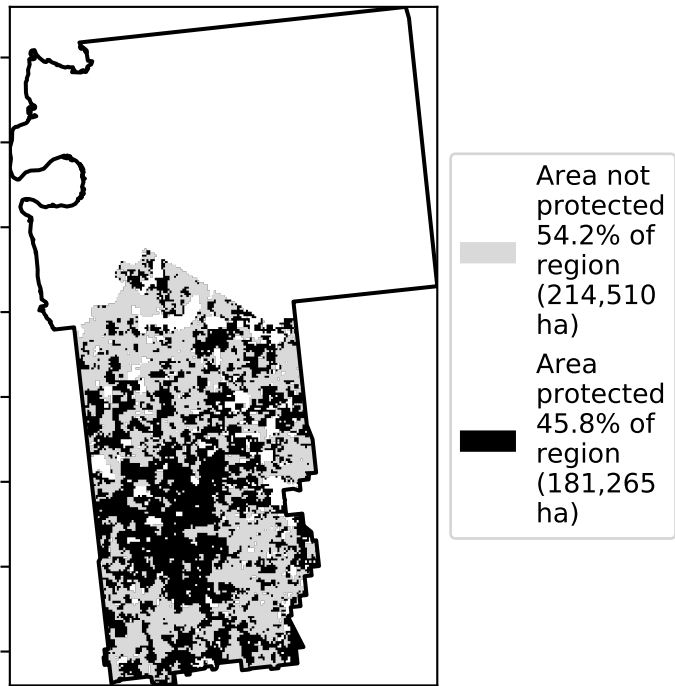 Area not
protected
54.2% of
region
(214,510
ha)
Area
protected
45.8% of
region
(181,265
ha)